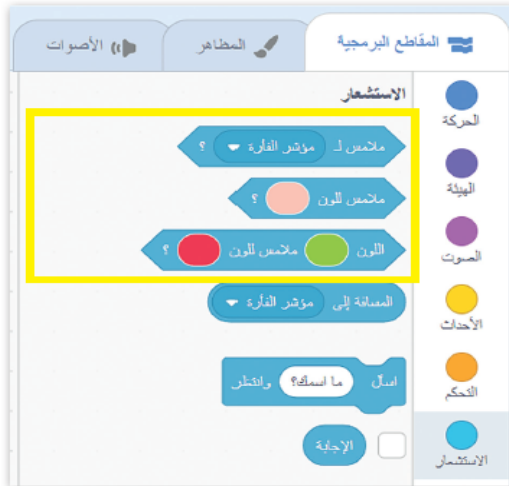 المقاطع البرمجية
المظاهر
الأصوات
الاستشعار
ملامس لـ مؤشر الفأرة ؟
ملامس للون ؟
اللون ملامس للون ؟
المسافة إلى مؤشر الفأرة
اسأل ما اسمك؟ وانتظر
الإجابة
الحركة
الهيئة
الصوت
الأحداث
التحكم
الاستشعار